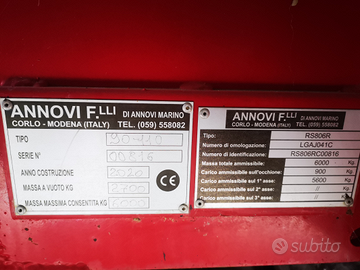 ANNOVI F.LLI DI ANNOVI MARINO
CORLO - MODENA (ITALY) TEL. (059) 558082
TIPO
SERIE N° 00816
ANNO COSTRUZIONE 2020
MASSA A VUOTO KG
MASSA MASSIMA CONSENTITA KG
CE
ANNOVI F.LLI DI ANNOVI MARINO
CORLO - MODENA (ITALY) TEL. (059) 558082
Tipo: RS806R
Numero di omologazione: LGAJ041C
Numero di identificazione: RS806RC00816
Massa totale ammissibile: 6000 Kg.
Carico ammissibile sull'occhione: 900 Kg.
Carico ammissibile sul 1° asse: 5600 Kg.
Carico ammissibile sul 2° asse: // Kg.
Carico ammissibile sul 3° asse: // Kg.
subito